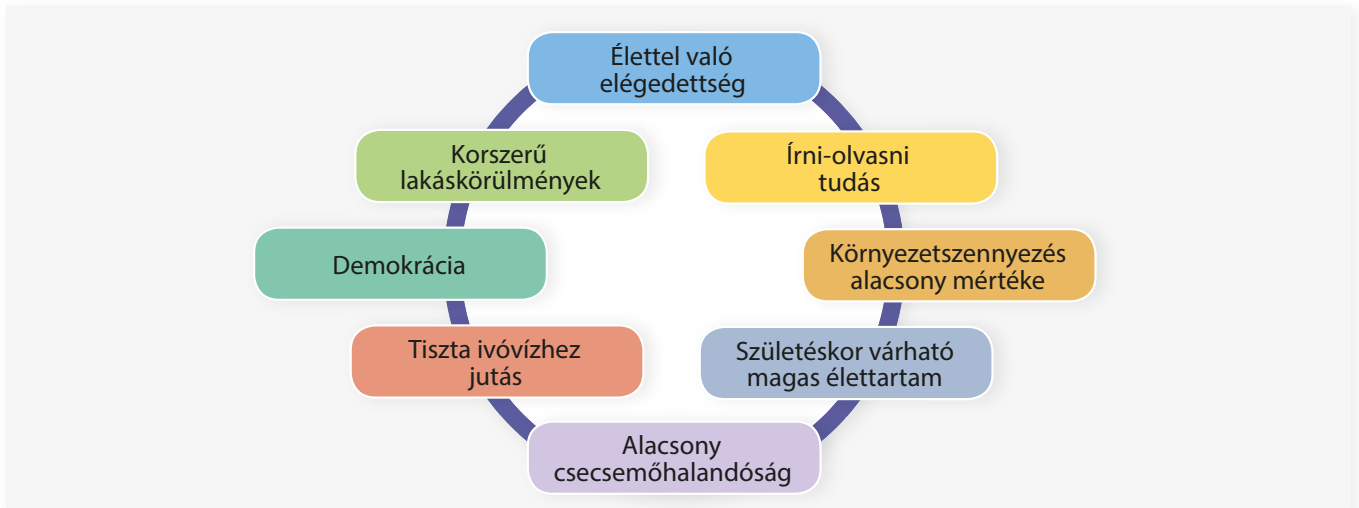 Élettel való
elégedettség
Korszerű
lakáskörülmények
Írni-olvasni
tudás
Demokrácia
Környezetszennyezés
alacsony mértéke
Tiszta ivóvízhez
jutás
Születéskor várható
magas élettartam
Alacsony
csecsemőhalandóság